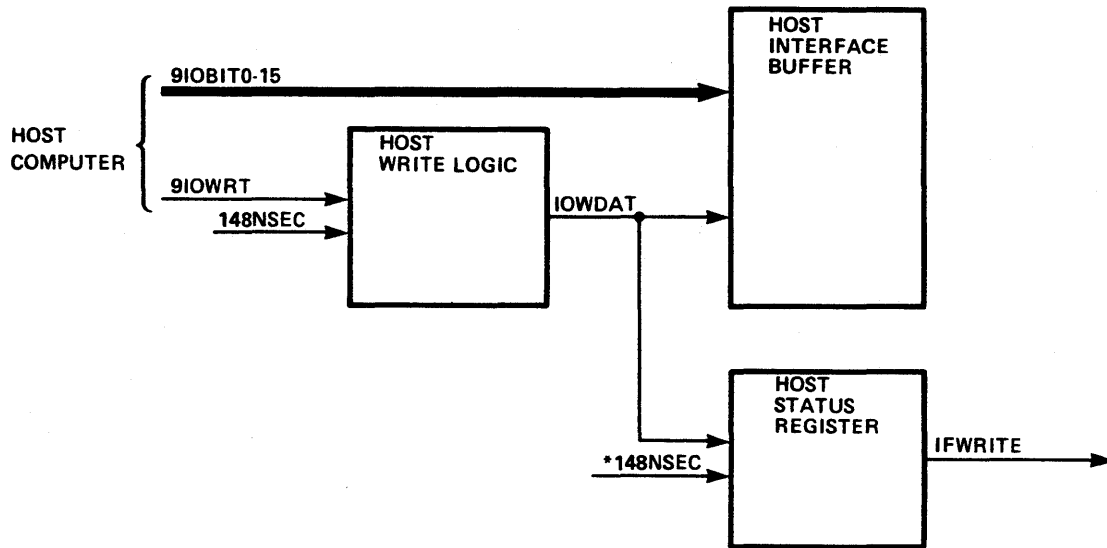 HOST
INTERFACE
BUFFER
9IOBIT0-15
HOST
COMPUTER
HOST
WRITE LOGIC
9IOWRT
148NSEC
IOWDAT
HOST
STATUS
REGISTER
*148NSEC
IFWRITE